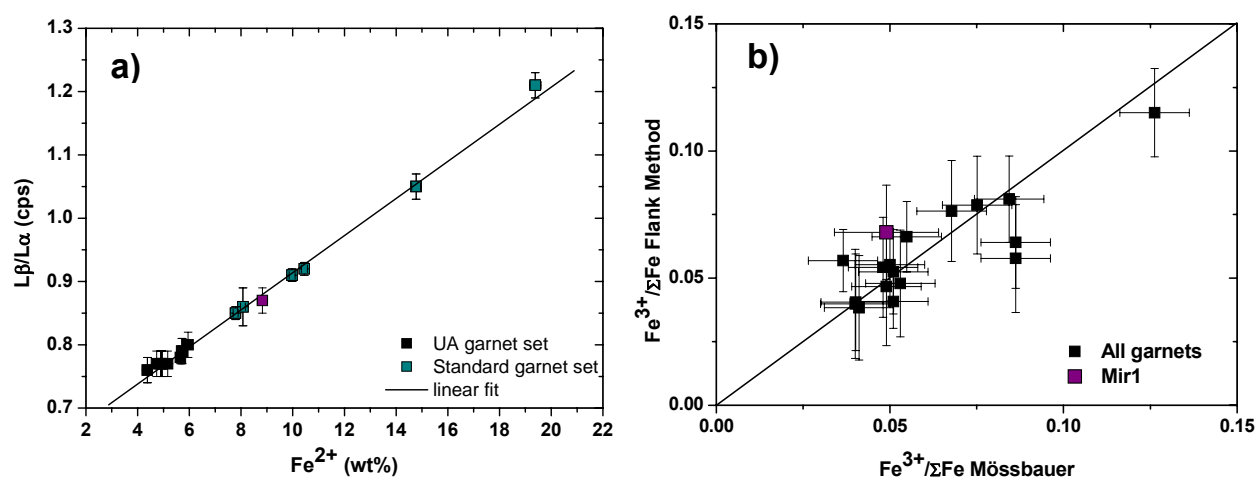 a)
1.3
1.2
1.1
1.0
0.9
0.8
0.7
Lβ/Lα (cps)
UA garnet set
Standard garnet set
linear fit
2 4 6 8 10 12 14 16 18 20 22
Fe2+ (wt%)
b)
0.15
0.10
0.05
0.00
Fe3+/ΣFe Flank Method
All garnets
Mir1
0.00 0.05 0.10 0.15
Fe3+/ΣFe Mössbauer